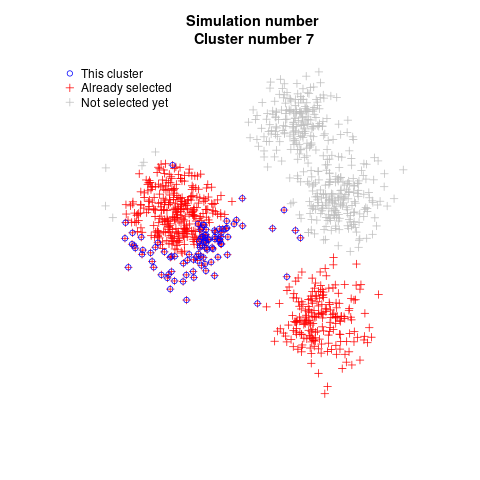 Simulation number
Cluster number 7
This cluster
Already selected
Not selected yet